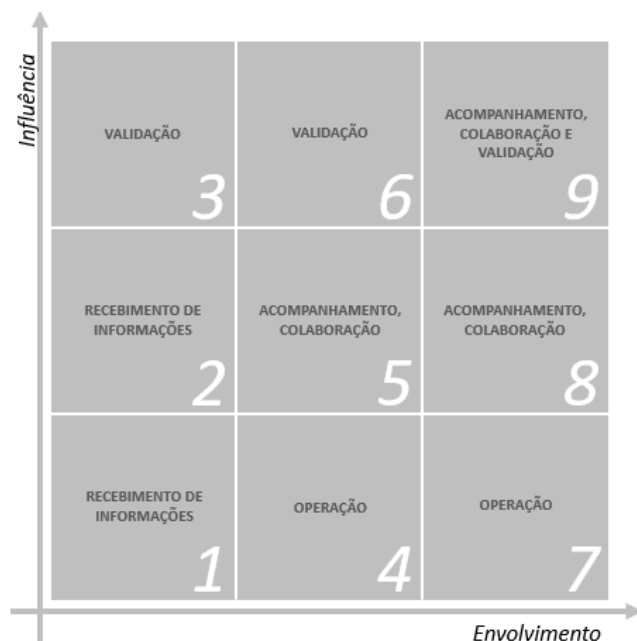 Influência
VALIDAÇÃO
3
VALIDAÇÃO
6
ACOMPANHAMENTO,
COLABORAÇÃO E
VALIDAÇÃO
9
RECEBIMENTO DE
INFORMAÇÕES
2
ACOMPANHAMENTO,
COLABORAÇÃO
5
ACOMPANHAMENTO,
COLABORAÇÃO
8
RECEBIMENTO DE
INFORMAÇÕES
1
OPERAÇÃO
4
OPERAÇÃO
7
Envolvimento